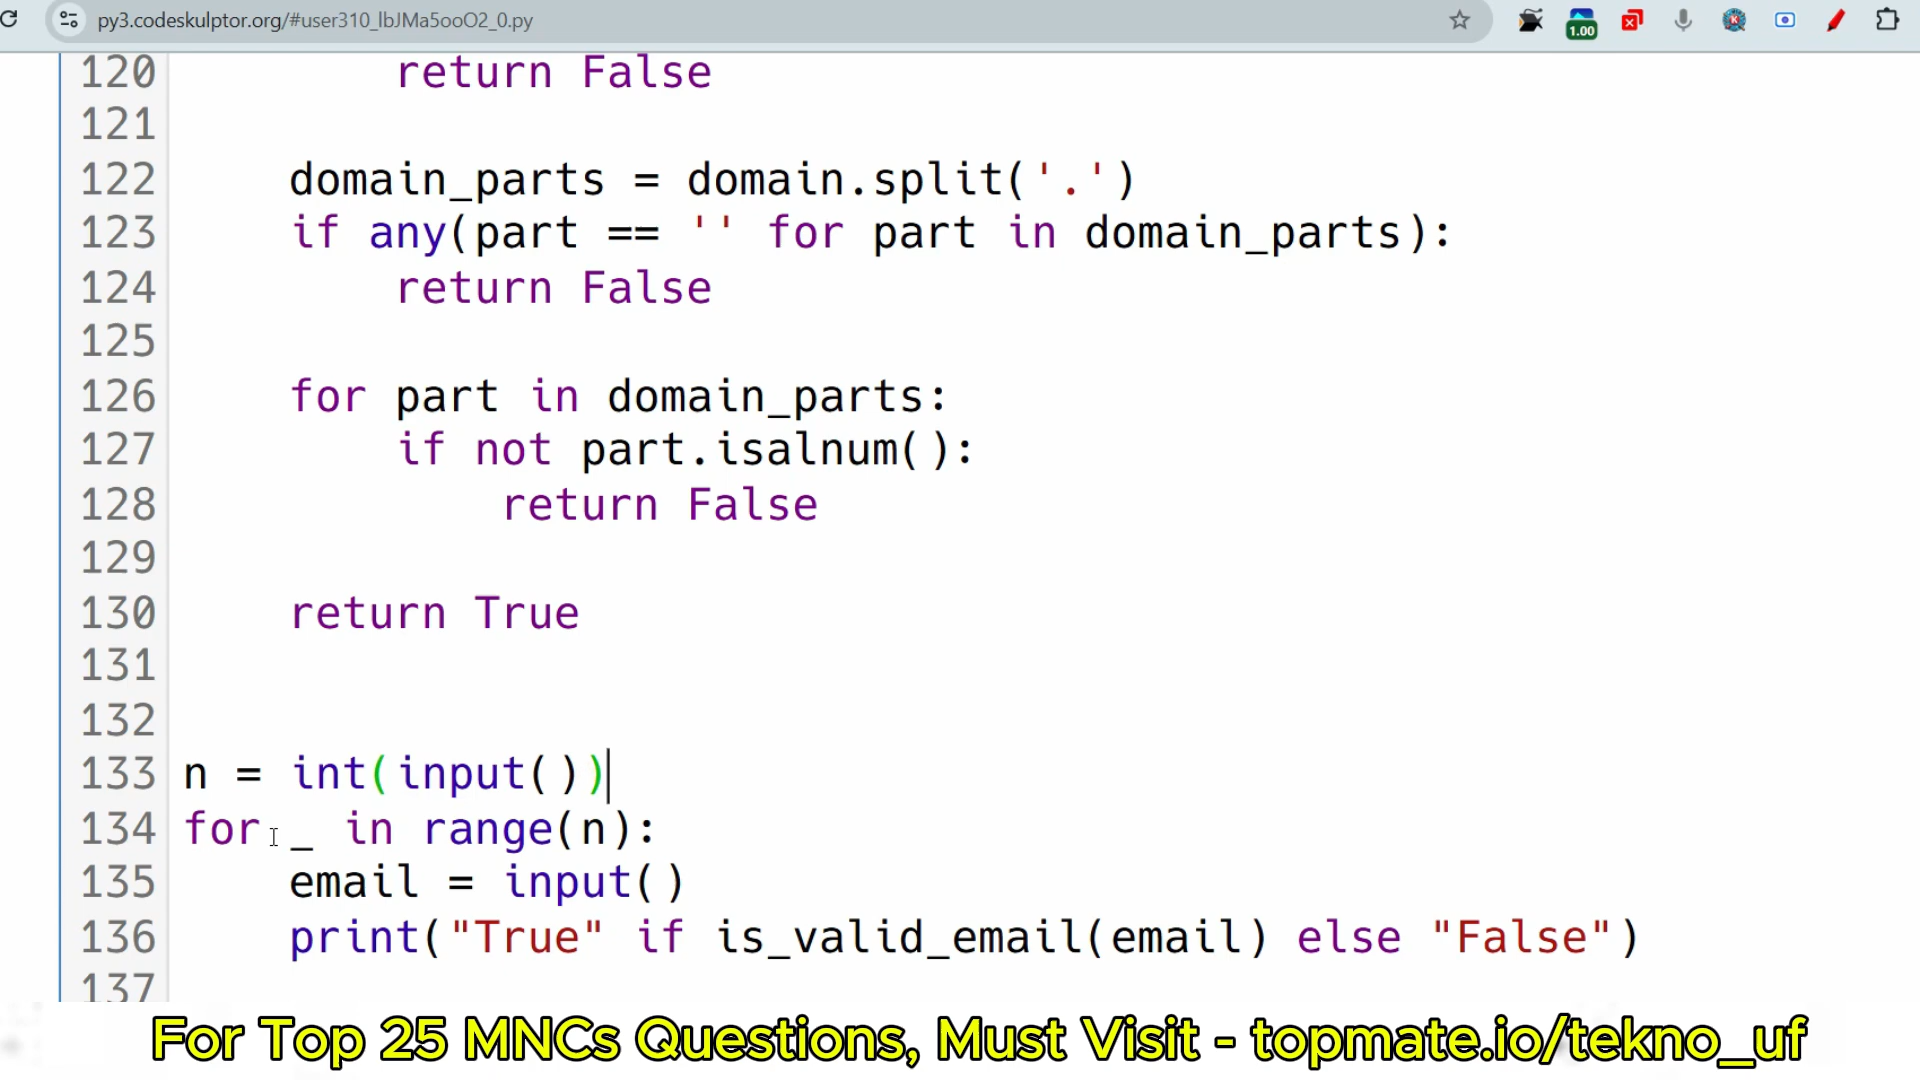 py3.codeskulptor.org/#user310_lbJMa5ooO2_0.py
1.00
120 return False
121
122 domain_parts = domain.split('.')
123 if any(part == '' for part in domain_parts):
124 return False
125
126 for part in domain_parts:
127 if not part.isalnum():
128 return False
129
130 return True
131
132
133 n = int(input())
134 for _ in range(n):
135 email = input()
136 print("True" if is_valid_email(email) else "False")
137
For Top 25 MNCs Questions, Must Visit - topmate.io/tekno_uf